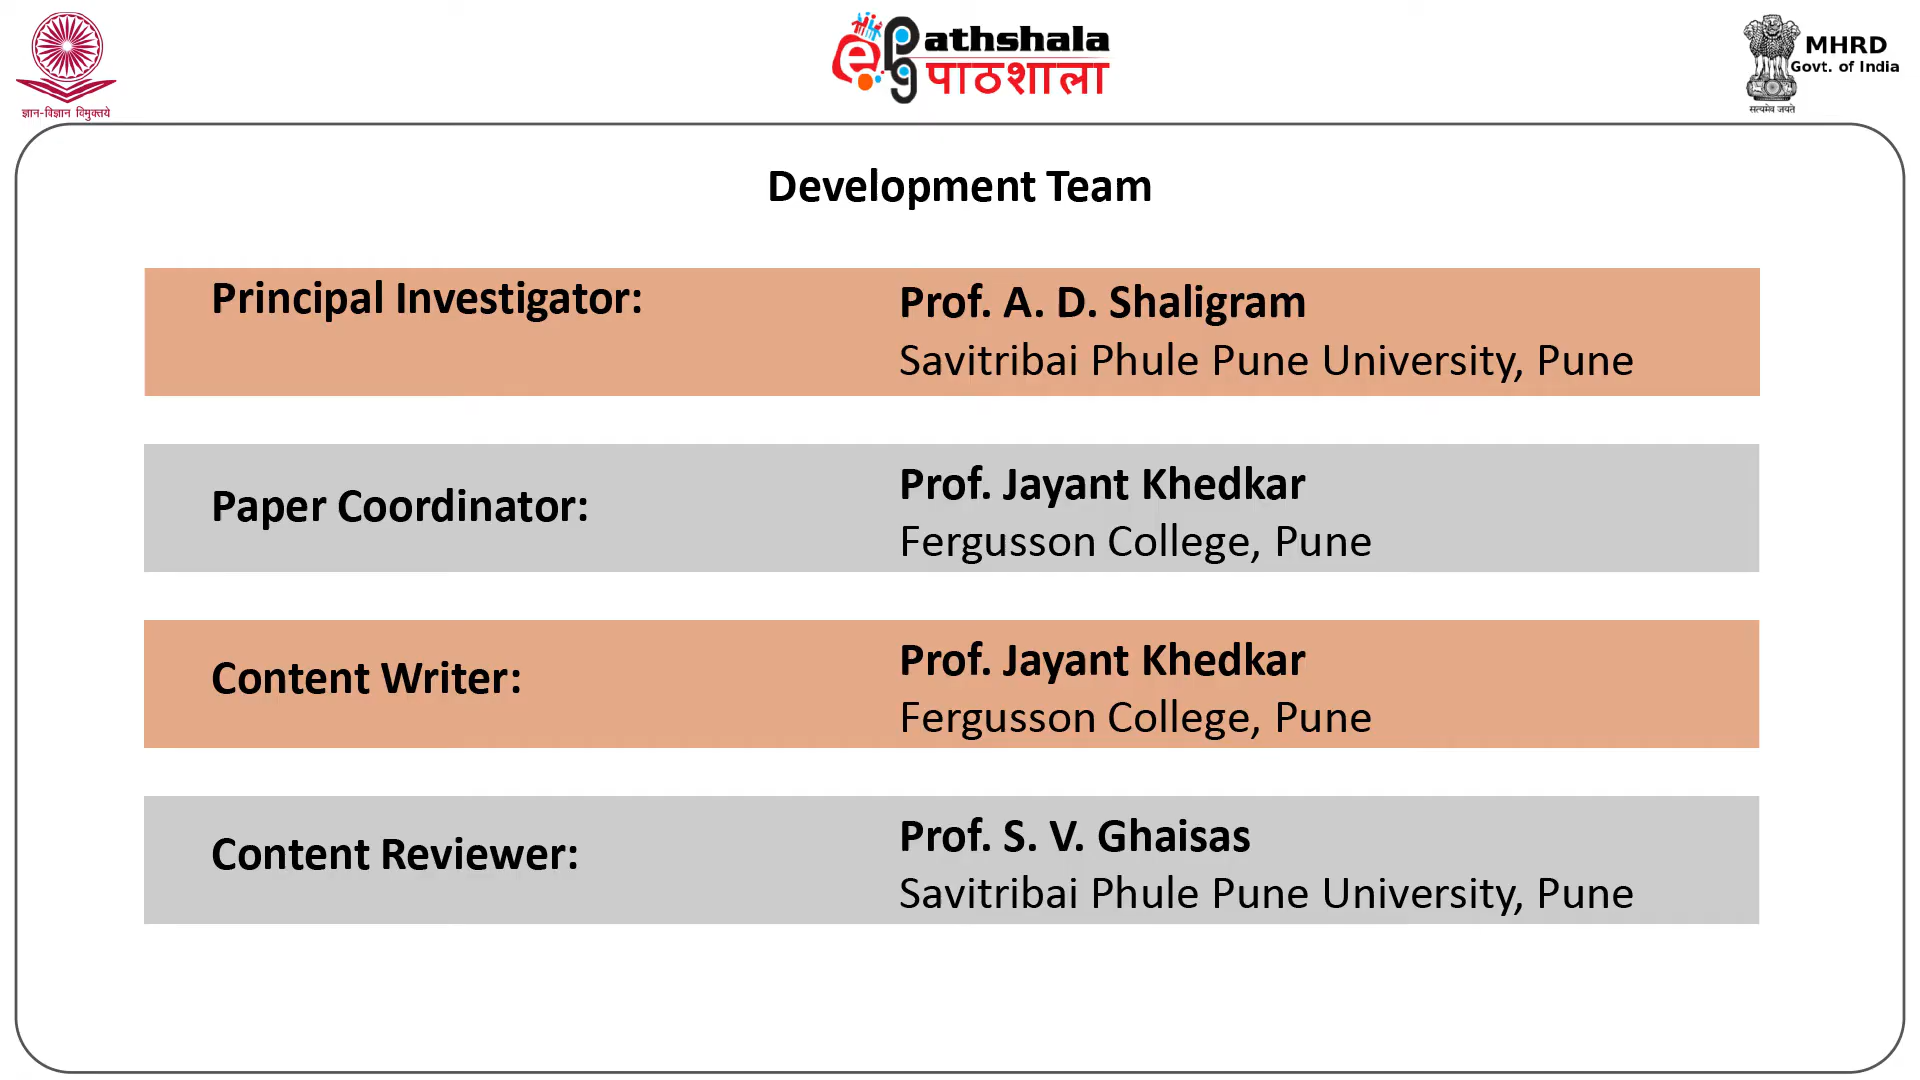 ज्ञान-विज्ञान विमुक्तये
ePathshala
पाठशाला
MHRD
Govt. of India
सत्यमेव जयते
Development Team
Principal Investigator:
Prof. A. D. Shaligram
Savitribai Phule Pune University, Pune
Paper Coordinator:
Prof. Jayant Khedkar
Fergusson College, Pune
Content Writer:
Prof. Jayant Khedkar
Fergusson College, Pune
Content Reviewer:
Prof. S. V. Ghaisas
Savitribai Phule Pune University, Pune